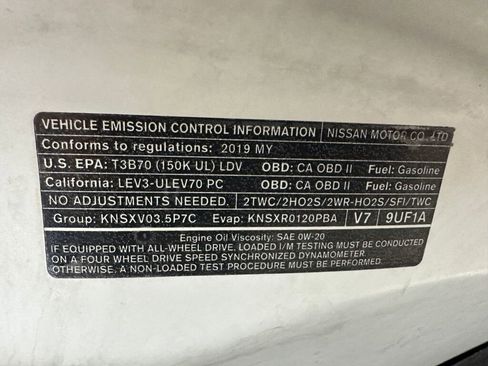 VEHICLE EMISSION CONTROL INFORMATION NISSAN MOTOR CO., LTD
Conforms to regulations: 2019 MY
U.S. EPA: T3B70 (150K UL) LDV OBD: CA OBD II Fuel: Gasoline
California: LEV3-ULEV70 PC OBD: CA OBD II Fuel: Gasoline
NO ADJUSTMENTS NEEDED. 2TWC/2HO2S/2WR-HO2S/SFI/TWC
Group: KNSXV03.5P7C Evap: KNSXR0120PBA V7 9UF1A
Engine Oil Viscosity: SAE 0W-20
IF EQUIPPED WITH ALL-WHEEL DRIVE, LOADED I/M TESTING MUST BE CONDUCTED
ON A FOUR WHEEL DRIVE SPEED SYNCHRONIZED DYNAMOMETER.
OTHERWISE, A NON-LOADED TEST PROCEDURE MUST BE PERFORMED.